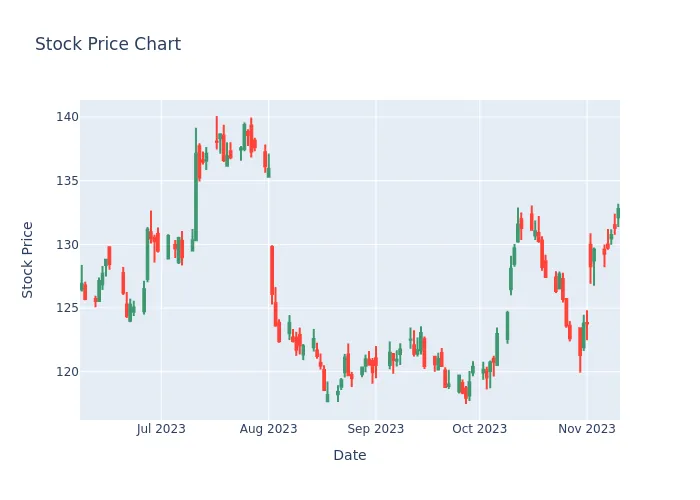 Stock Price Chart
140
135
130
125
120
Stock Price
Jul 2023
Aug 2023
Sep 2023
Oct 2023
Nov 2023
Date